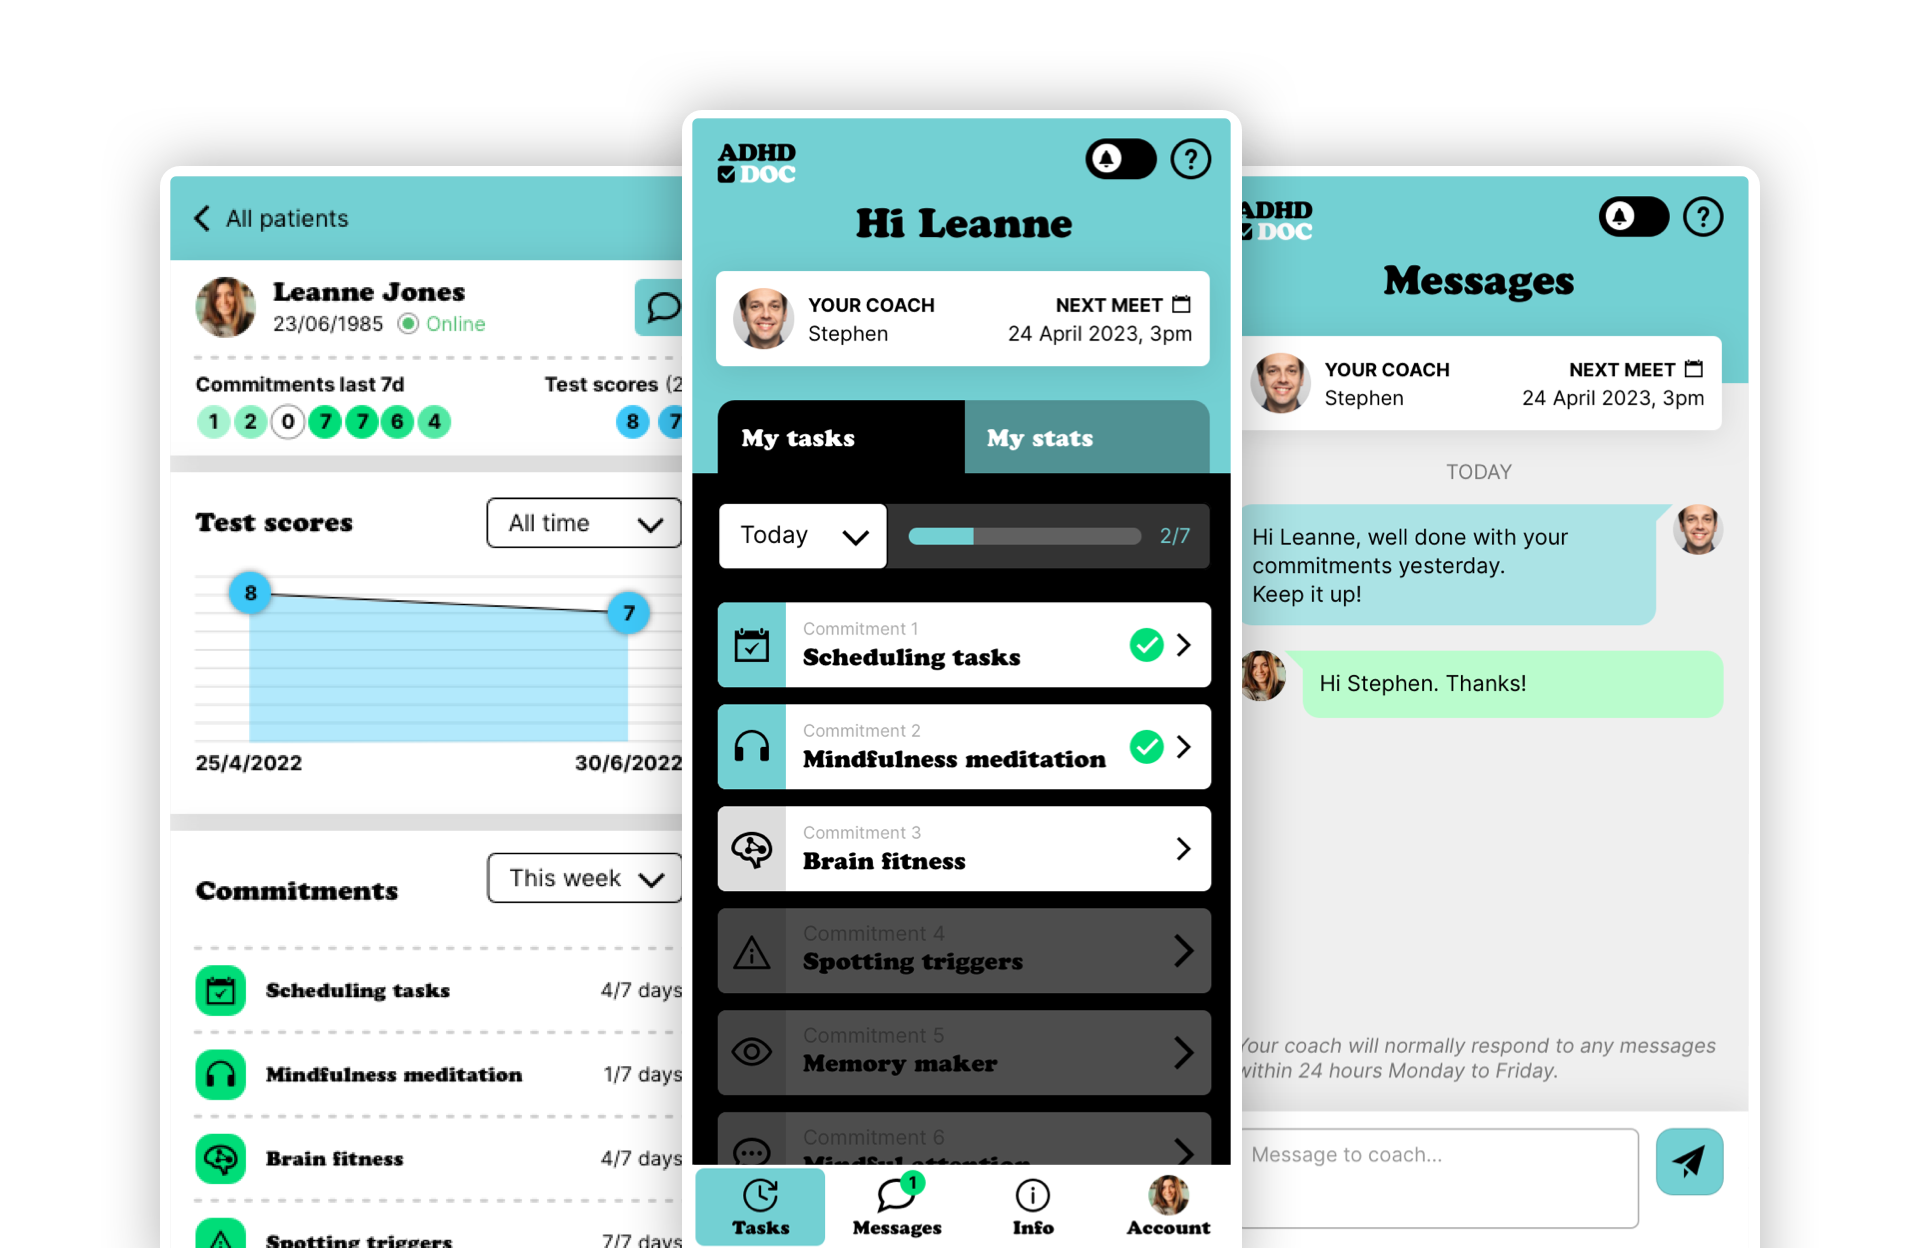 All patients
Leanne Jones
23/06/1985 Online
Commitments last 7d
Test scores (2
1 2 0 7 7 6 4
8 7
Test scores
All time
8
7
25/4/2022
30/6/2022
Commitments
This week
Scheduling tasks
4/7 days
Mindfulness meditation
1/7 days
Brain fitness
4/7 days
Spotting triggers
7/7 days
ADHD
DOC
Hi Leanne
YOUR COACH
Stephen
NEXT MEET
24 April 2023, 3pm
My tasks
My stats
Today
2/7
Commitment 1
Scheduling tasks
Commitment 2
Mindfulness meditation
Commitment 3
Brain fitness
Commitment 4
Spotting triggers
Commitment 5
Memory maker
Commitment 6
Mindful attention
Tasks
Messages
1
Info
Account
ADHD
DOC
Messages
YOUR COACH
Stephen
NEXT MEET
24 April 2023, 3pm
TODAY
Hi Leanne, well done with your
commitments yesterday.
Keep it up!
Hi Stephen. Thanks!
Your coach will normally respond to any messages
within 24 hours Monday to Friday.
Message to coach...